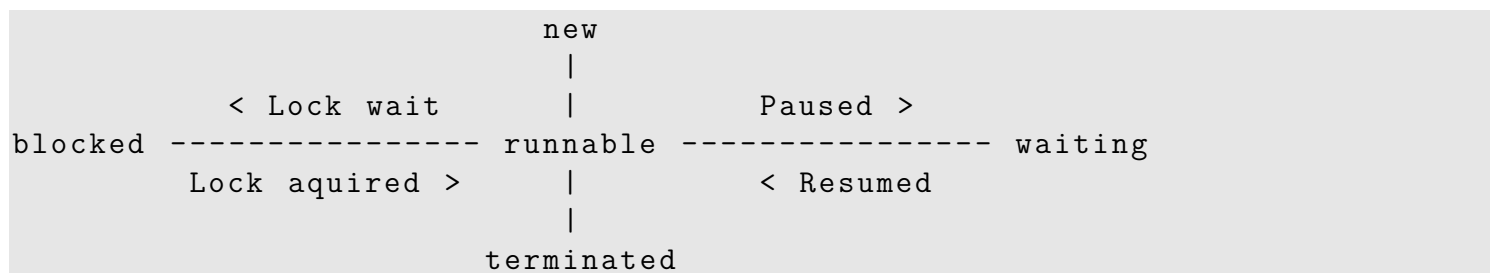 new
|
< Lock wait | Paused >
blocked ---------------- runnable ---------------- waiting
Lock aquired > | < Resumed
|
terminated